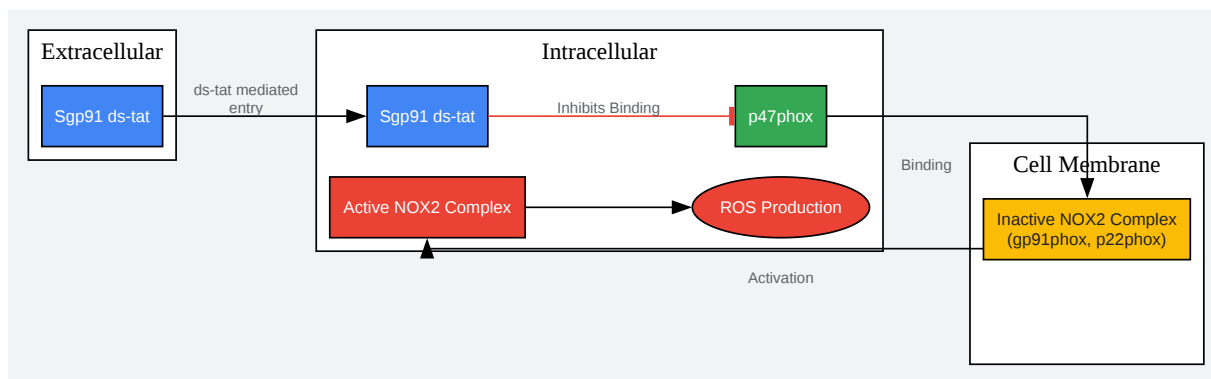 Extracellular
Intracellular
Sgp91 ds-tat
ds-tat mediated
entry
Sgp91 ds-tat
Inhibits Binding
p47phox
Binding
Cell Membrane
Active NOX2 Complex
ROS Production
Inactive NOX2 Complex
(gp91phox, p22phox)
Activation